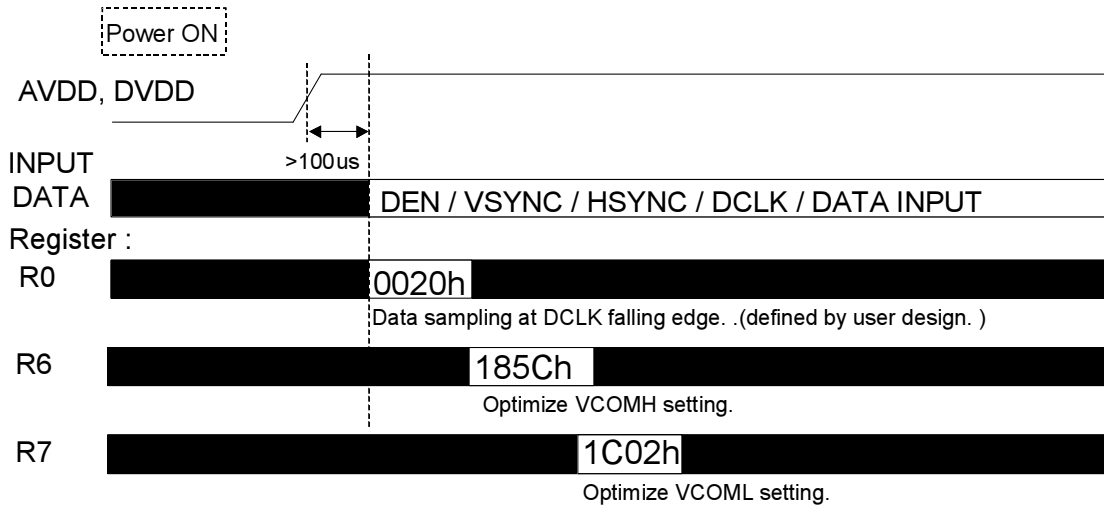 Power ON
AVDD, DVDD
>100us
INPUT
DATA
DEN / VSYNC / HSYNC / DCLK / DATA INPUT
Register :
R0
0020h
Data sampling at DCLK falling edge. .(defined by user design. )
R6
185Ch
Optimize VCOMH setting.
R7
1C02h
Optimize VCOML setting.